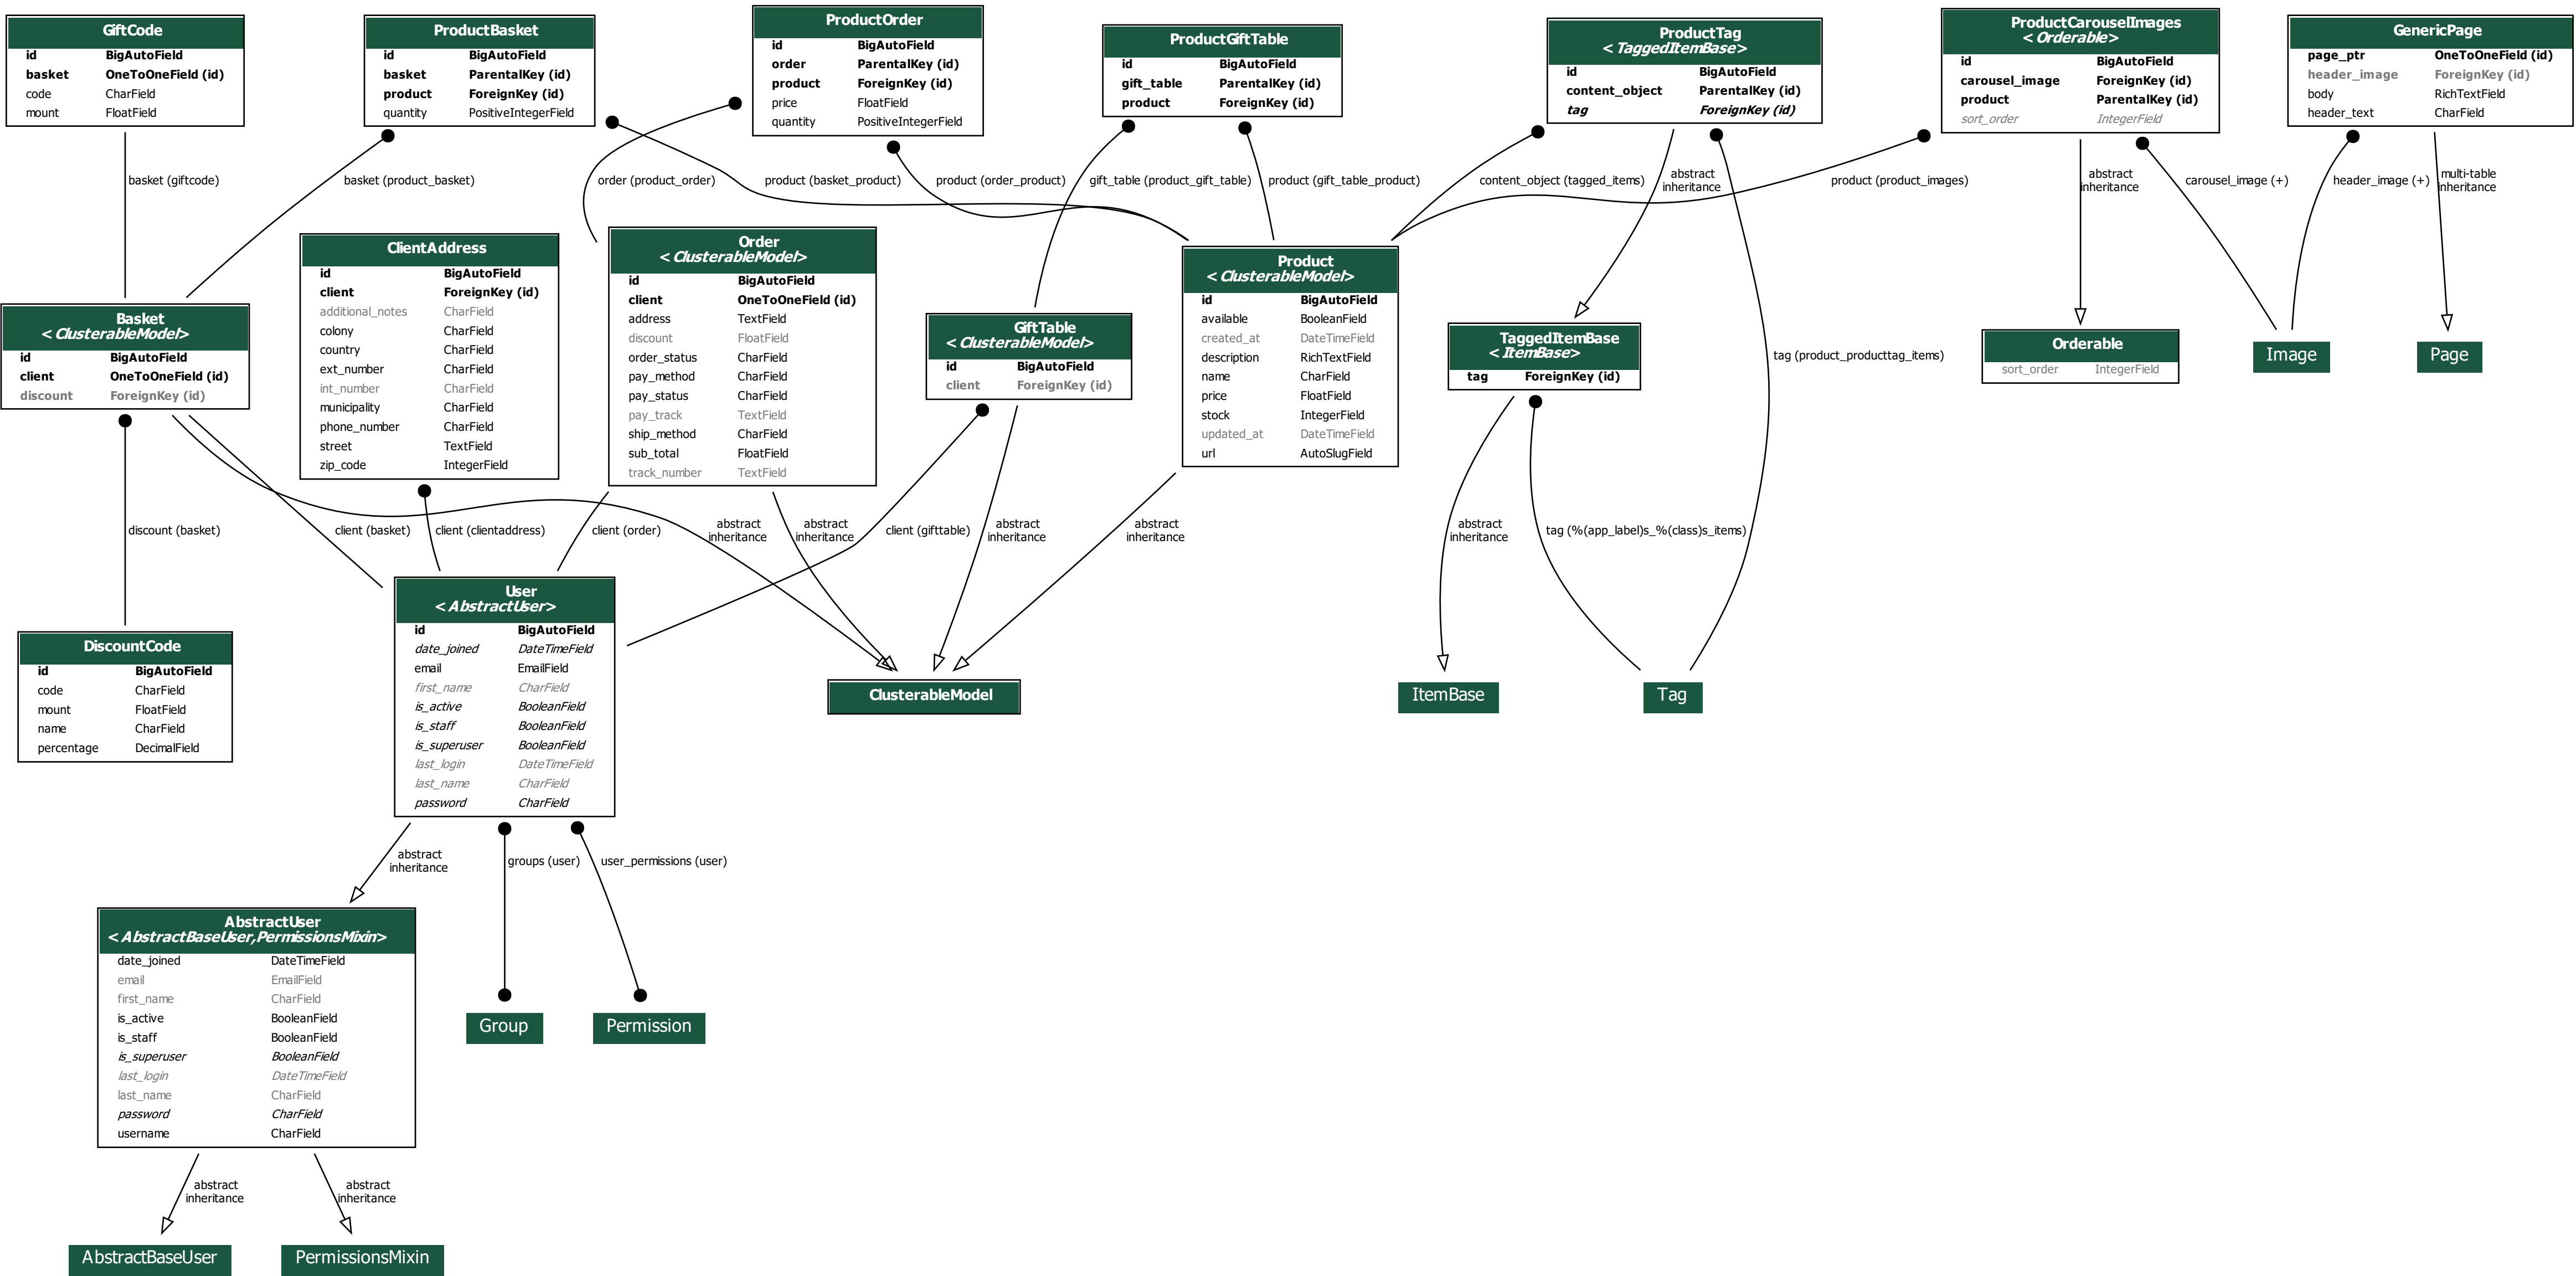 GiftCode
id BigAutoField
basket OneToOneField (id)
code CharField
mount FloatField
ProductBasket
id BigAutoField
basket ParentalKey (id)
product ForeignKey (id)
quantity PositiveIntegerField
ProductOrder
id BigAutoField
order ParentalKey (id)
product ForeignKey (id)
price FloatField
quantity PositiveIntegerField
ProductGiftTable
id BigAutoField
gift_table ParentalKey (id)
product ForeignKey (id)
ProductTag
<TaggedItemBase>
id BigAutoField
content_object ParentalKey (id)
tag ForeignKey (id)
ProductCarouselImages
<Orderable>
id BigAutoField
carousel_image ForeignKey (id)
product ParentalKey (id)
sort_order IntegerField
GenericPage
page_ptr OneToOneField (id)
header_image ForeignKey (id)
body RichTextField
header_text CharField
basket (giftcode)
basket (product_basket)
order (product_order)
product (basket_product)
product (order_product)
gift_table (product_gift_table)
product (gift_table_product)
content_object (tagged_items)
abstract
inheritance
product (product_images)
abstract
inheritance
carousel_image (+)
header_image (+)
multi-table
inheritance
Basket
<ClusterableModel>
id BigAutoField
client OneToOneField (id)
discount ForeignKey (id)
ClientAddress
id BigAutoField
client ForeignKey (id)
additional_notes CharField
colony CharField
country CharField
ext_number CharField
int_number CharField
municipality CharField
phone_number CharField
street TextField
zip_code IntegerField
Order
<ClusterableModel>
id BigAutoField
client OneToOneField (id)
address TextField
discount FloatField
order_status CharField
pay_method CharField
pay_status CharField
pay_track TextField
ship_method CharField
sub_total FloatField
track_number TextField
GiftTable
<ClusterableModel>
id BigAutoField
client ForeignKey (id)
Product
<ClusterableModel>
id BigAutoField
available BooleanField
created_at DateTimeField
description RichTextField
name CharField
price FloatField
stock IntegerField
updated_at DateTimeField
url AutoSlugField
TaggedItemBase
<ItemBase>
tag ForeignKey (id)
tag (product_producttag_items)
Orderable
sort_order IntegerField
Image
Page
discount (basket)
client (basket)
client (clientaddress)
client (order)
abstract
inheritance
abstract
inheritance
client (gifttable)
abstract
inheritance
abstract
inheritance
abstract
inheritance
tag (%(app_label)s_%(class)s_items)
DiscountCode
id BigAutoField
code CharField
mount FloatField
name CharField
percentage DecimalField
User
<AbstractUser>
id BigAutoField
date_joined DateTimeField
email EmailField
first_name CharField
is_active BooleanField
is_staff BooleanField
is_superuser BooleanField
last_login DateTimeField
last_name CharField
password CharField
ClusterableModel
ItemBase
Tag
abstract
inheritance
groups (user)
user_permissions (user)
AbstractUser
<AbstractBaseUser,PermissionsMixin>
date_joined DateTimeField
email EmailField
first_name CharField
is_active BooleanField
is_staff BooleanField
is_superuser BooleanField
last_login DateTimeField
last_name CharField
password CharField
username CharField
Group
Permission
abstract
inheritance
abstract
inheritance
AbstractBaseUser
PermissionsMixin